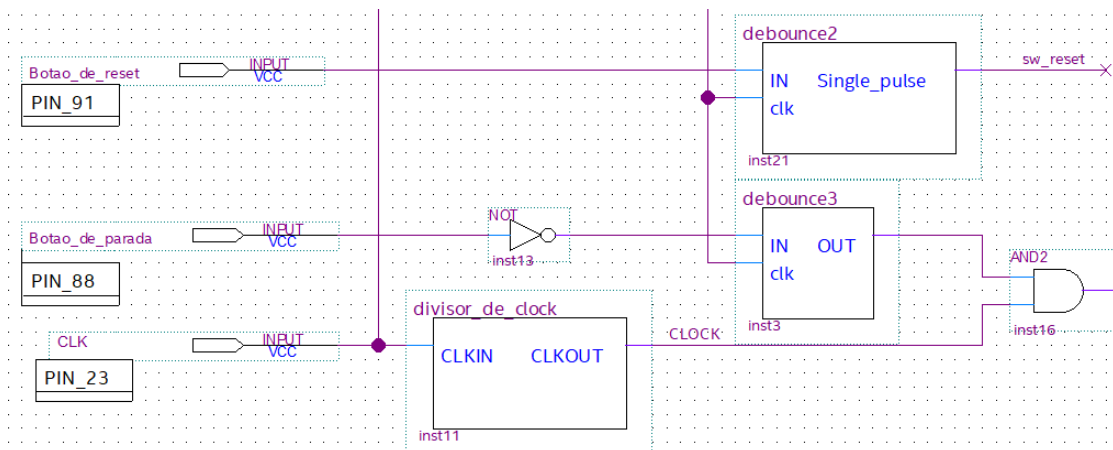 debounce2
Botao_de_reset
INPUT
VCC
sw_reset
PIN_91
IN
Single_pulse
clk
inst21
debounce3
Botao_de_parada
INPUT
VCC
NOT
inst13
IN
OUT
clk
PIN_88
AND2
inst16
inst3
divisor_de_clock
CLK
INPUT
VCC
CLOCK
CLKIN
CLKOUT
PIN_23
inst11